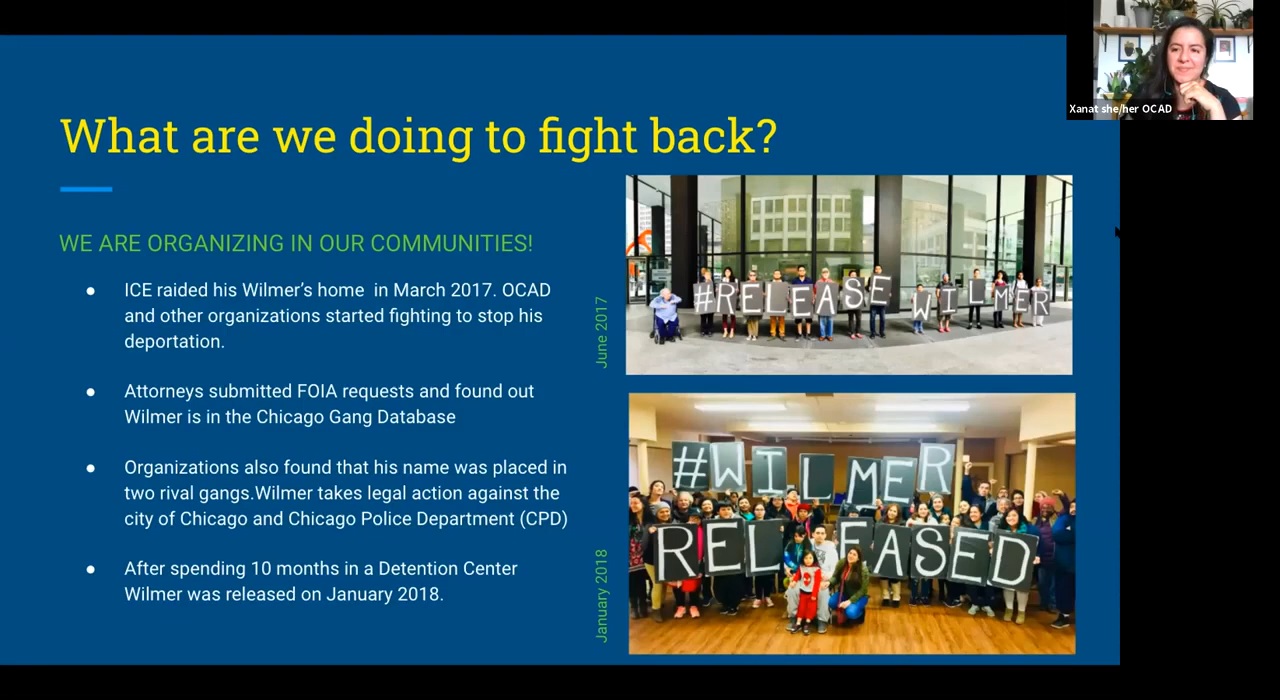 Xanat she/her OCAD
What are we doing to fight back?
WE ARE ORGANIZING IN OUR COMMUNITIES!
● ICE raided his Wilmer’s home  in March 2017. OCAD
and other organizations started fighting to stop his
deportation.
● Attorneys submitted FOIA requests and found out
Wilmer is in the Chicago Gang Database
● Organizations also found that his name was placed in
two rival gangs.Wilmer takes legal action against the
city of Chicago and Chicago Police Department (CPD)
● After spending 10 months in a Detention Center
Wilmer was released on January 2018.
June 2017
#RELEASE WILMER
January 2018
#WILMER
RELEASED